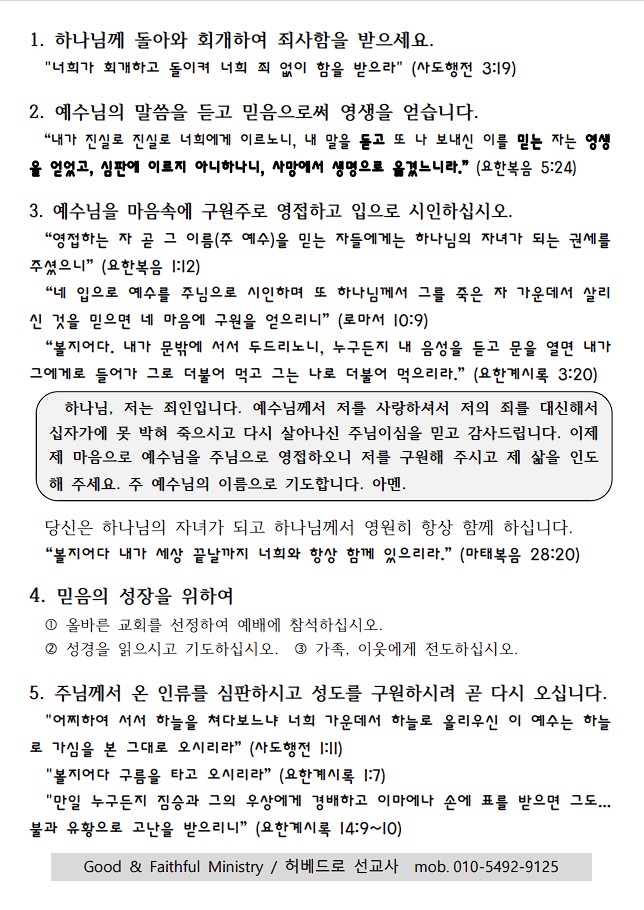 1. 하나님께 돌아와 회개하여 죄사함을 받으세요.
"너희가 회개하고 돌이켜 너희 죄 없이 함을 받으라" (사도행전 3:19)
2. 예수님의 말씀을 듣고 믿음으로써 영생을 얻습니다.
“내가 진실로 진실로 너희에게 이르노니, 내 말을 듣고 또 나 보내신 이를 믿는 자는 영생
을 얻었고, 심판에 이르지 아니하나니, 사망에서 생명으로 옮겼느니라.” (요한복음 5:24)
3. 예수님을 마음속에 구원주로 영접하고 입으로 시인하십시오.
“영접하는 자 곧 그 이름(주 예수)을 믿는 자들에게는 하나님의 자녀가 되는 권세를
주셨으니” (요한복음 1:12)
“네 입으로 예수를 주님으로 시인하며 또 하나님께서 그를 죽은 자 가운데서 살리
신 것을 믿으면 네 마음에 구원을 얻으리니” (로마서 10:9)
“볼지어다. 내가 문밖에 서서 두드리노니, 누구든지 내 음성을 듣고 문을 열면 내가
그에게로 들어가 그로 더불어 먹고 그는 나로 더불어 먹으리라.” (요한계시록 3:20)
하나님, 저는 죄인입니다. 예수님께서 저를 사랑하셔서 저의 죄를 대신해서
십자가에 못 박혀 죽으시고 다시 살아나신 주님이심을 믿고 감사드립니다. 이제
제 마음으로 예수님을 주님으로 영접하오니 저를 구원해 주시고 제 삶을 인도
해 주세요. 주 예수님의 이름으로 기도합니다. 아멘.
당신은 하나님의 자녀가 되고 하나님께서 영원히 항상 함께 하십니다.
“볼지어다 내가 세상 끝날까지 너희와 항상 함께 있으리라.” (마태복음 28:20)
4. 믿음의 성장을 위하여
① 올바른 교회를 선정하여 예배에 참석하십시오.
② 성경을 읽으시고 기도하십시오. ③ 가족, 이웃에게 전도하십시오.
5. 주님께서 온 인류를 심판하시고 성도를 구원하시려 곧 다시 오십니다.
"어찌하여 서서 하늘을 쳐다보느냐 너희 가운데서 하늘로 올리우신 이 예수는 하늘
로 가심을 본 그대로 오시리라” (사도행전 1:11)
"볼지어다 구름을 타고 오시리라” (요한계시록 1:7)
"만일 누구든지 짐승과 그의 우상에게 경배하고 이마에나 손에 표를 받으면 그도...
불과 유황으로 고난을 받으리니” (요한계시록 14:9~10)
Good & Faithful Ministry / 허베드로 선교사 mob. 010-5492-9125